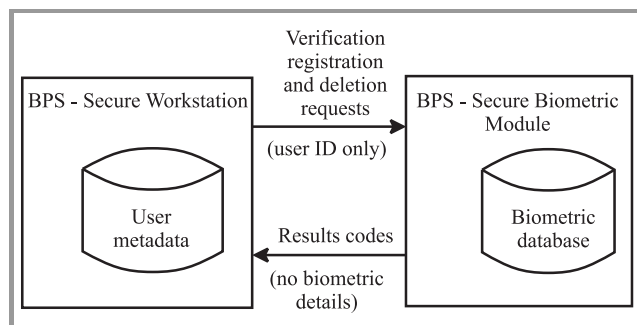 BPS - Secure Workstation
User
metadata
Verification
registration
and deletion
requests
(user ID only)
Results codes
(no biometric
details)
BPS - Secure Biometric
Module
Biometric
database